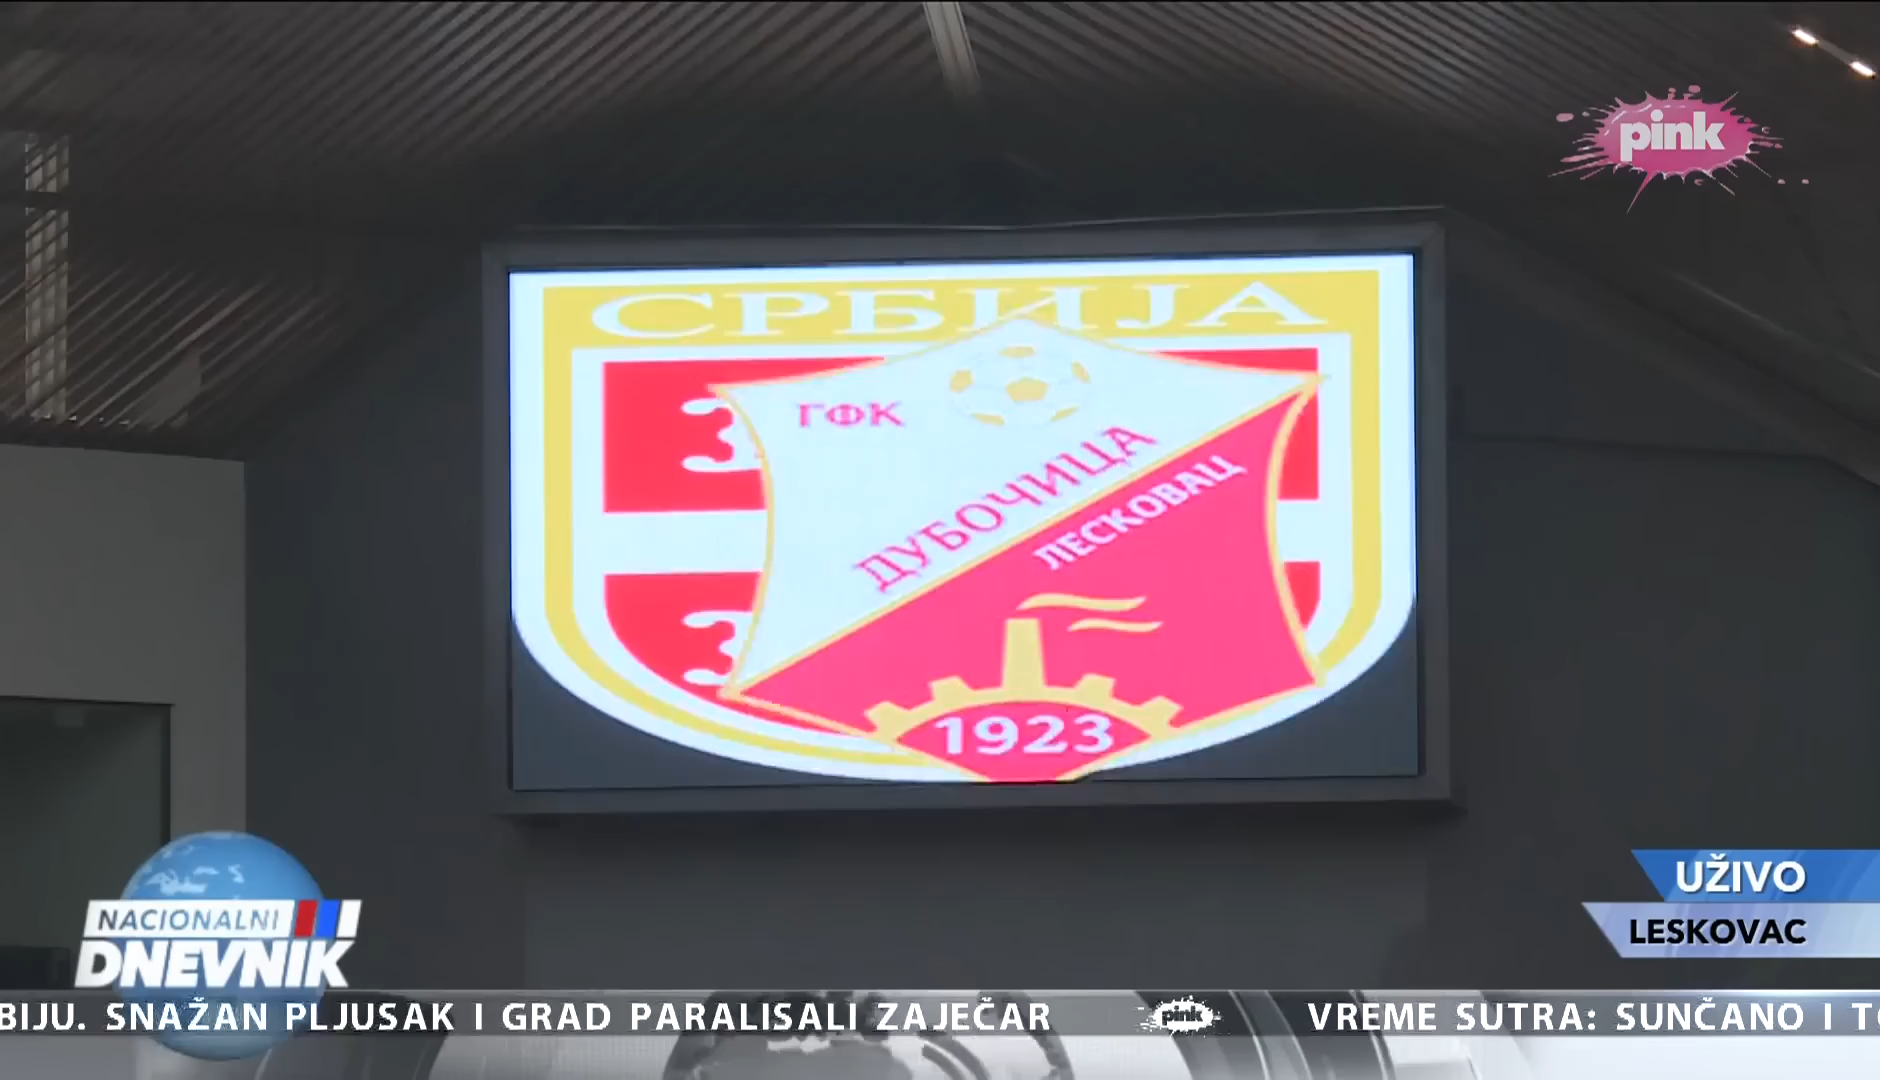 pink
СРБИЈА
ГФК
ДУБОЧИЦА
ЛЕСКОВАЦ
1923
UŽIVO
LESKOVAC
NACIONALNI
DNEVNIK
BIJU. SNAŽAN PLJUSAK I GRAD PARALISALI ZAJEČAR pink VREME SUTRA: SUNČANO I